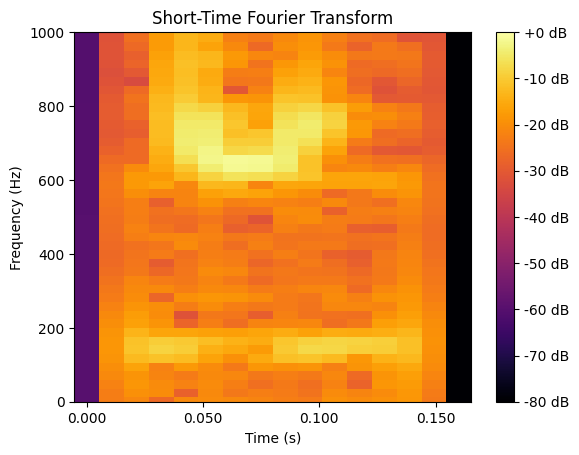 Short-Time Fourier Transform
1000
800
600
400
200
0
Frequency (Hz)
0.000
0.050
0.100
0.150
Time (s)
+0 dB
-10 dB
-20 dB
-30 dB
-40 dB
-50 dB
-60 dB
-70 dB
-80 dB